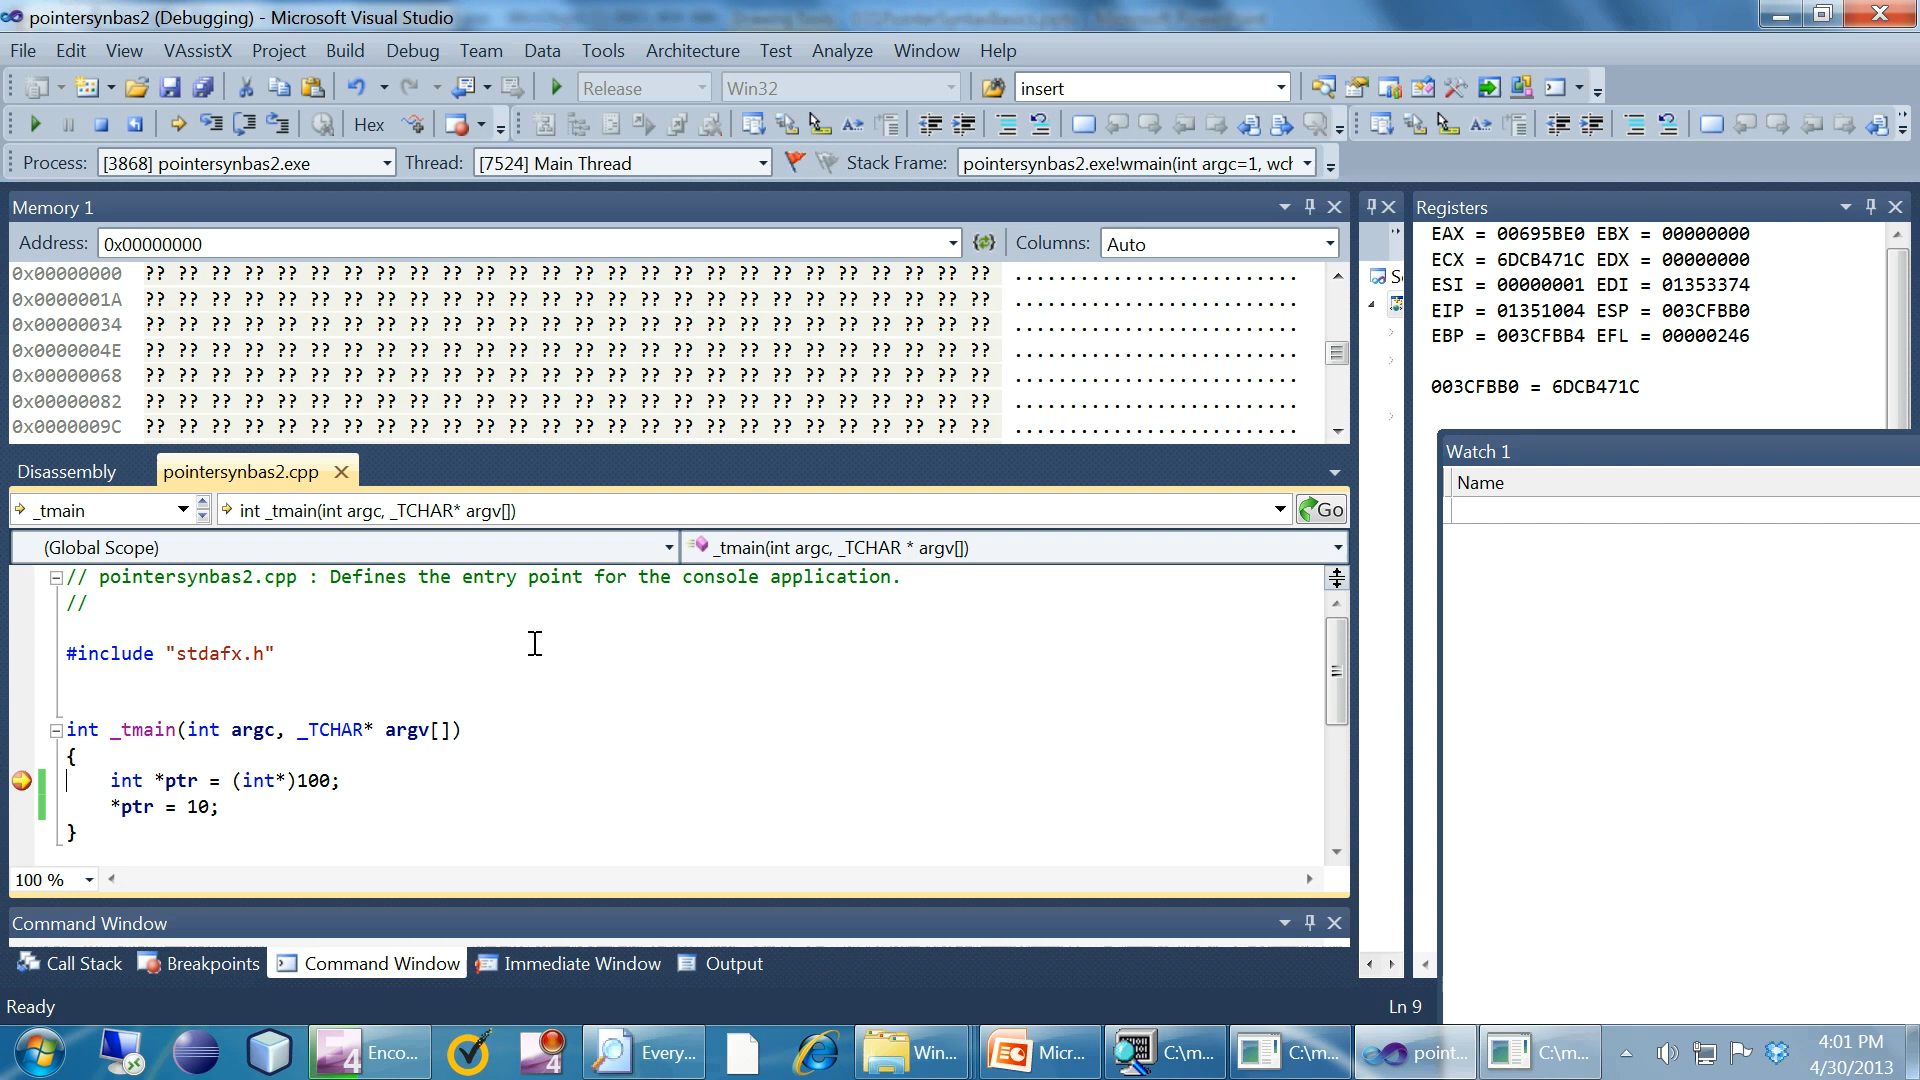 pointersynbas2 (Debugging) - Microsoft Visual Studio
File Edit View VAssistX Project Build Debug Team Data Tools Architecture Test Analyze Window Help
Release Win32 insert
Hex
Process: [3868] pointersynbas2.exe Thread: [7524] Main Thread Stack Frame: pointersynbas2.exe!wmain(int argc=1, wch
Memory 1
Address: 0x00000000 Columns: Auto
0x00000000 ?? ?? ?? ?? ?? ?? ?? ?? ?? ?? ?? ?? ?? ?? ?? ?? ?? ?? ?? ?? ?? ?? ?? ?? ?? ?? ..........................
0x0000001A ?? ?? ?? ?? ?? ?? ?? ?? ?? ?? ?? ?? ?? ?? ?? ?? ?? ?? ?? ?? ?? ?? ?? ?? ?? ?? ..........................
0x00000034 ?? ?? ?? ?? ?? ?? ?? ?? ?? ?? ?? ?? ?? ?? ?? ?? ?? ?? ?? ?? ?? ?? ?? ?? ?? ?? ..........................
0x0000004E ?? ?? ?? ?? ?? ?? ?? ?? ?? ?? ?? ?? ?? ?? ?? ?? ?? ?? ?? ?? ?? ?? ?? ?? ?? ?? ..........................
0x00000068 ?? ?? ?? ?? ?? ?? ?? ?? ?? ?? ?? ?? ?? ?? ?? ?? ?? ?? ?? ?? ?? ?? ?? ?? ?? ?? ..........................
0x00000082 ?? ?? ?? ?? ?? ?? ?? ?? ?? ?? ?? ?? ?? ?? ?? ?? ?? ?? ?? ?? ?? ?? ?? ?? ?? ?? ..........................
0x0000009C ?? ?? ?? ?? ?? ?? ?? ?? ?? ?? ?? ?? ?? ?? ?? ?? ?? ?? ?? ?? ?? ?? ?? ?? ?? ?? ..........................
Registers
EAX = 00695BE0 EBX = 00000000
ECX = 6DCB471C EDX = 00000000
ESI = 00000001 EDI = 01353374
EIP = 01351004 ESP = 003CFBB0
EBP = 003CFBB4 EFL = 00000246
003CFBB0 = 6DCB471C
Watch 1
Name
Disassembly pointersynbas2.cpp
_tmain int _tmain(int argc, _TCHAR* argv[]) Go
(Global Scope) _tmain(int argc, _TCHAR * argv[])
// pointersynbas2.cpp : Defines the entry point for the console application.
//
#include "stdafx.h"
int _tmain(int argc, _TCHAR* argv[])
{
int *ptr = (int*)100;
*ptr = 10;
}
100 %
Command Window
Call Stack Breakpoints Command Window Immediate Window Output
Ready Ln 9
Enco... Every... Win... Micr... C:\m... C:\m... point... C:\m...
4:01 PM
4/30/2013